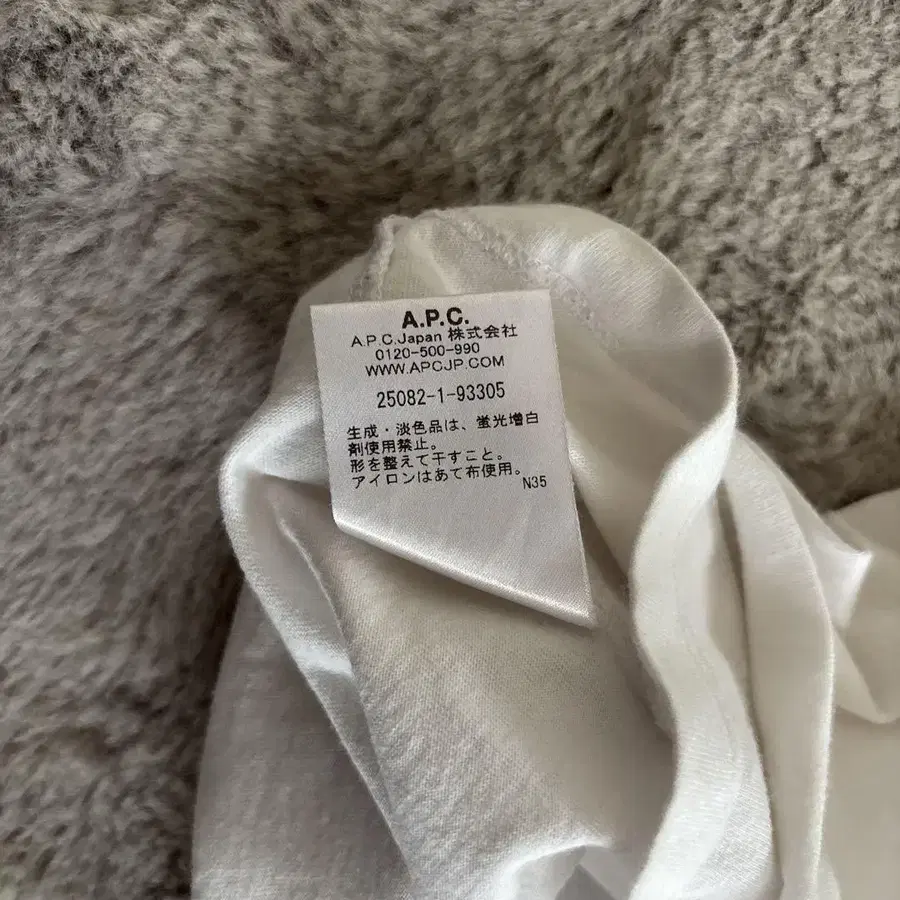 A.P.C.
A.P.C.Japan 株式会社
0120-500-990
WWW.APCJP.COM
25082-1-93305
生成・淡色品は、蛍光増白
剤使用禁止。
形を整えて干すこと。
アイロンはあて布使用。
N35